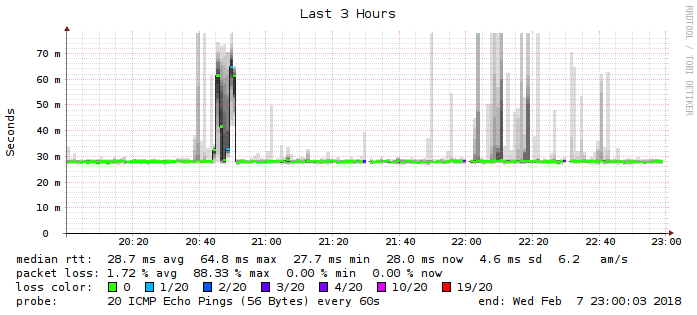 Last 3 Hours
RRDTOOL / TOBI OETIKER
Seconds
70 m
60 m
50 m
40 m
30 m
20 m
10 m
0
20:20 20:40 21:00 21:20 21:40 22:00 22:20 22:40 23:00
median rtt: 28.7 ms avg 64.8 ms max 27.7 ms min 28.0 ms now 4.6 ms sd 6.2 am/s
packet loss: 1.72 % avg 88.33 % max 0.00 % min 0.00 % now
loss color: 0 1/20 2/20 3/20 4/20 10/20 19/20
probe: 20 ICMP Echo Pings (56 Bytes) every 60s end: Wed Feb 7 23:00:03 2018